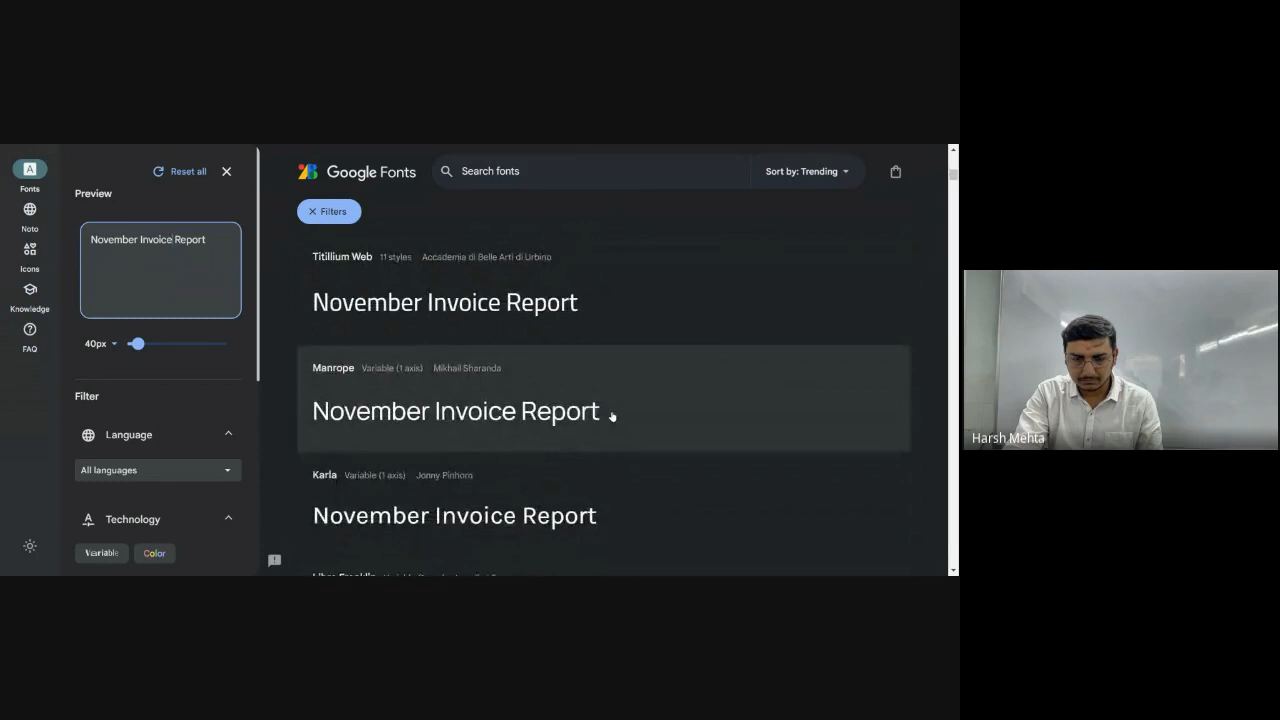 Reset all
Preview
November Invoice Report
40px
Filter
Language
All languages
Technology
Variable
Color
Fonts
Noto
Icons
Knowledge
FAQ
Google Fonts
Search fonts
Sort by: Trending
Filters
Titillium Web 11 styles Accademia di Belle Arti di Urbino
November Invoice Report
Manrope Variable (1 axis) Mikhail Sharanda
November Invoice Report
Karla Variable (1 axis) Jonny Pinhorn
November Invoice Report
Harsh Mehta